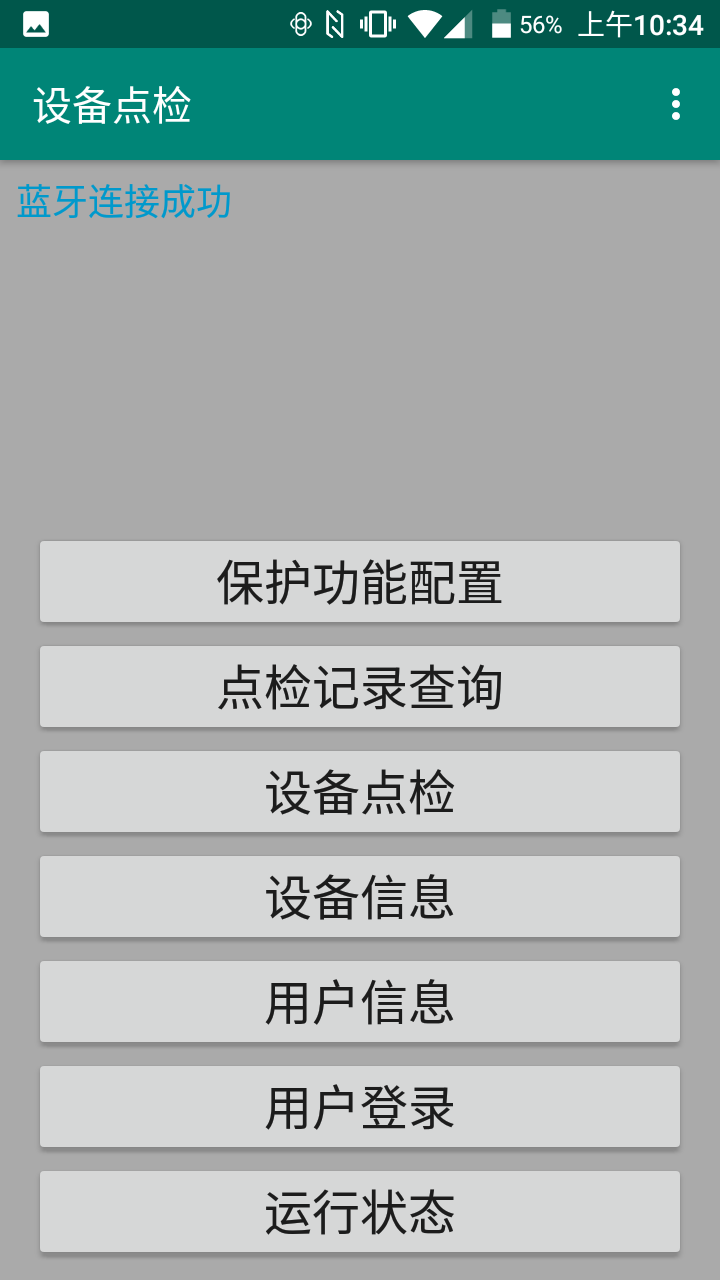 56% 上午10:34
设备点检
蓝牙连接成功
保护功能配置
点检记录查询
设备点检
设备信息
用户信息
用户登录
运行状态